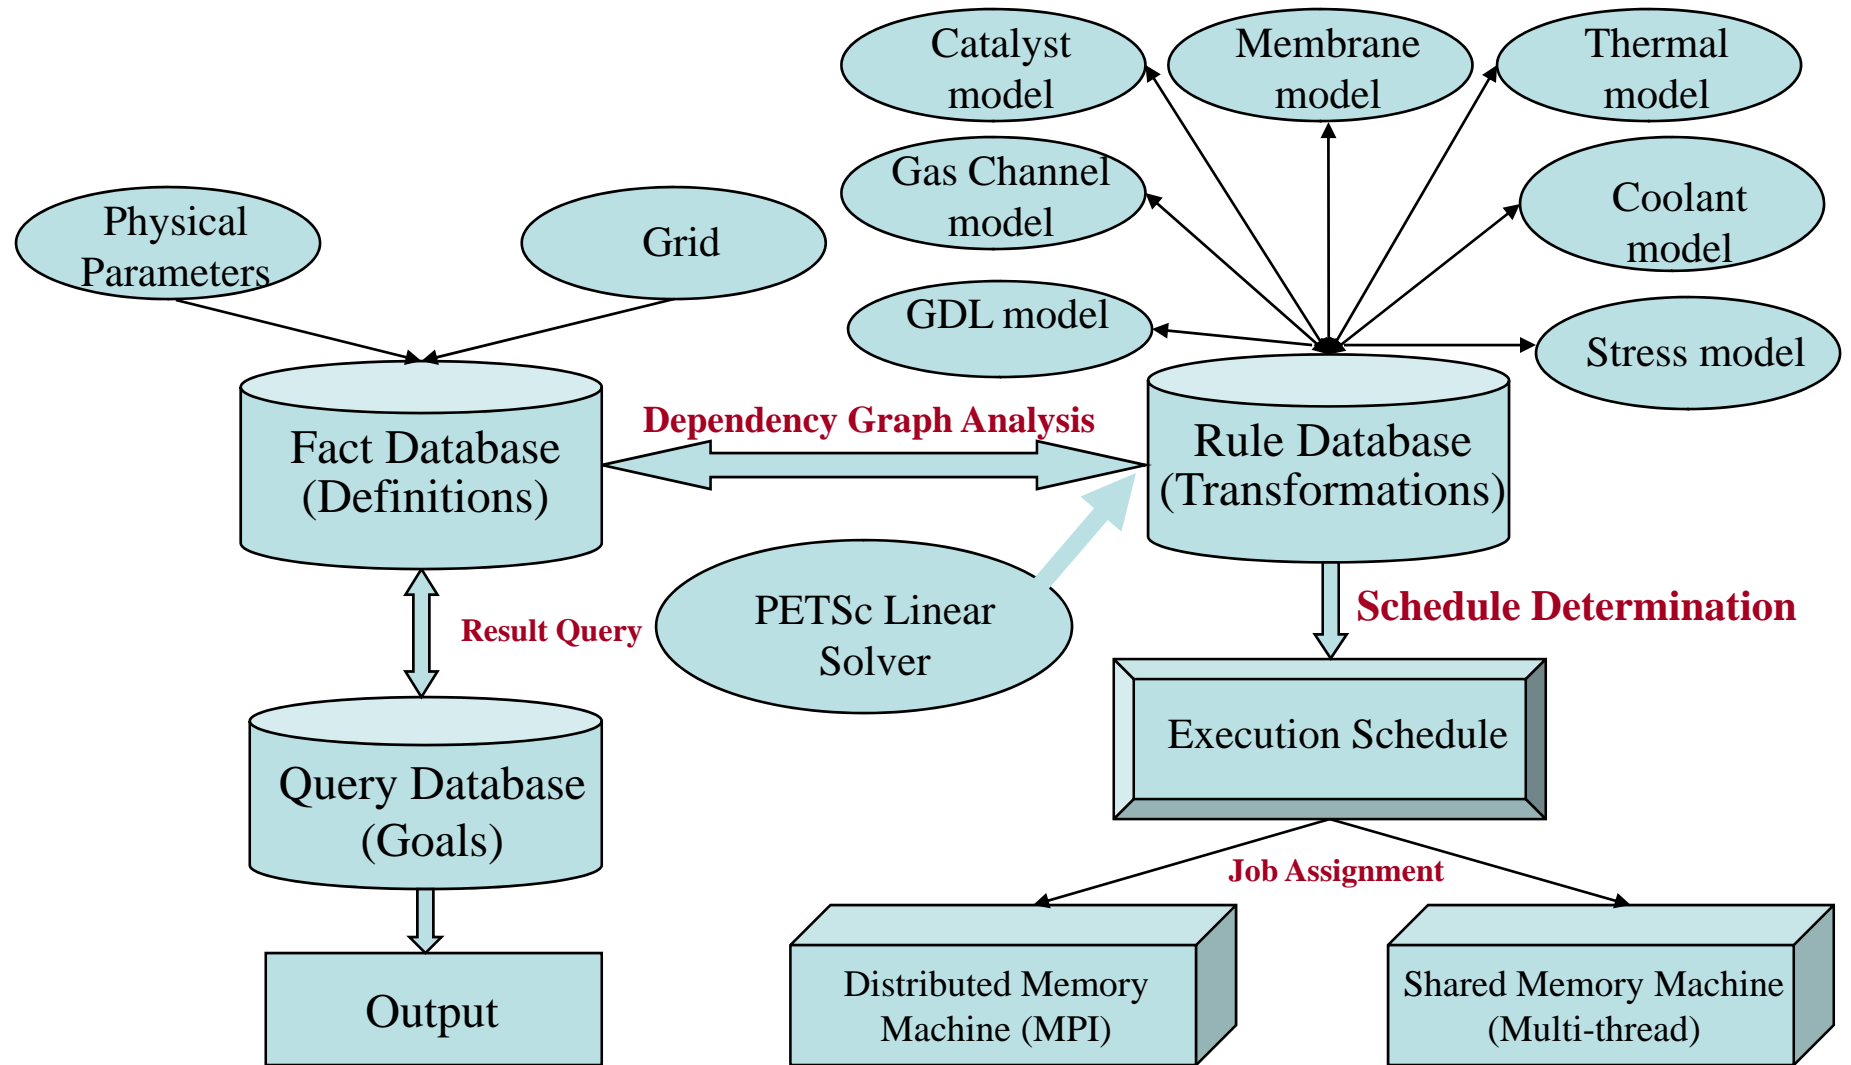 Catalyst
model
Membrane
model
Thermal
model
Gas Channel
model
Coolant
model
Physical
Parameters
Grid
GDL model
Stress model
Dependency Graph Analysis
Fact Database
(Definitions)
Rule Database
(Transformations)
PETSc Linear
Solver
Result Query
Schedule Determination
Execution Schedule
Query Database
(Goals)
Job Assignment
Output
Distributed Memory
Machine (MPI)
Shared Memory Machine
(Multi-thread)